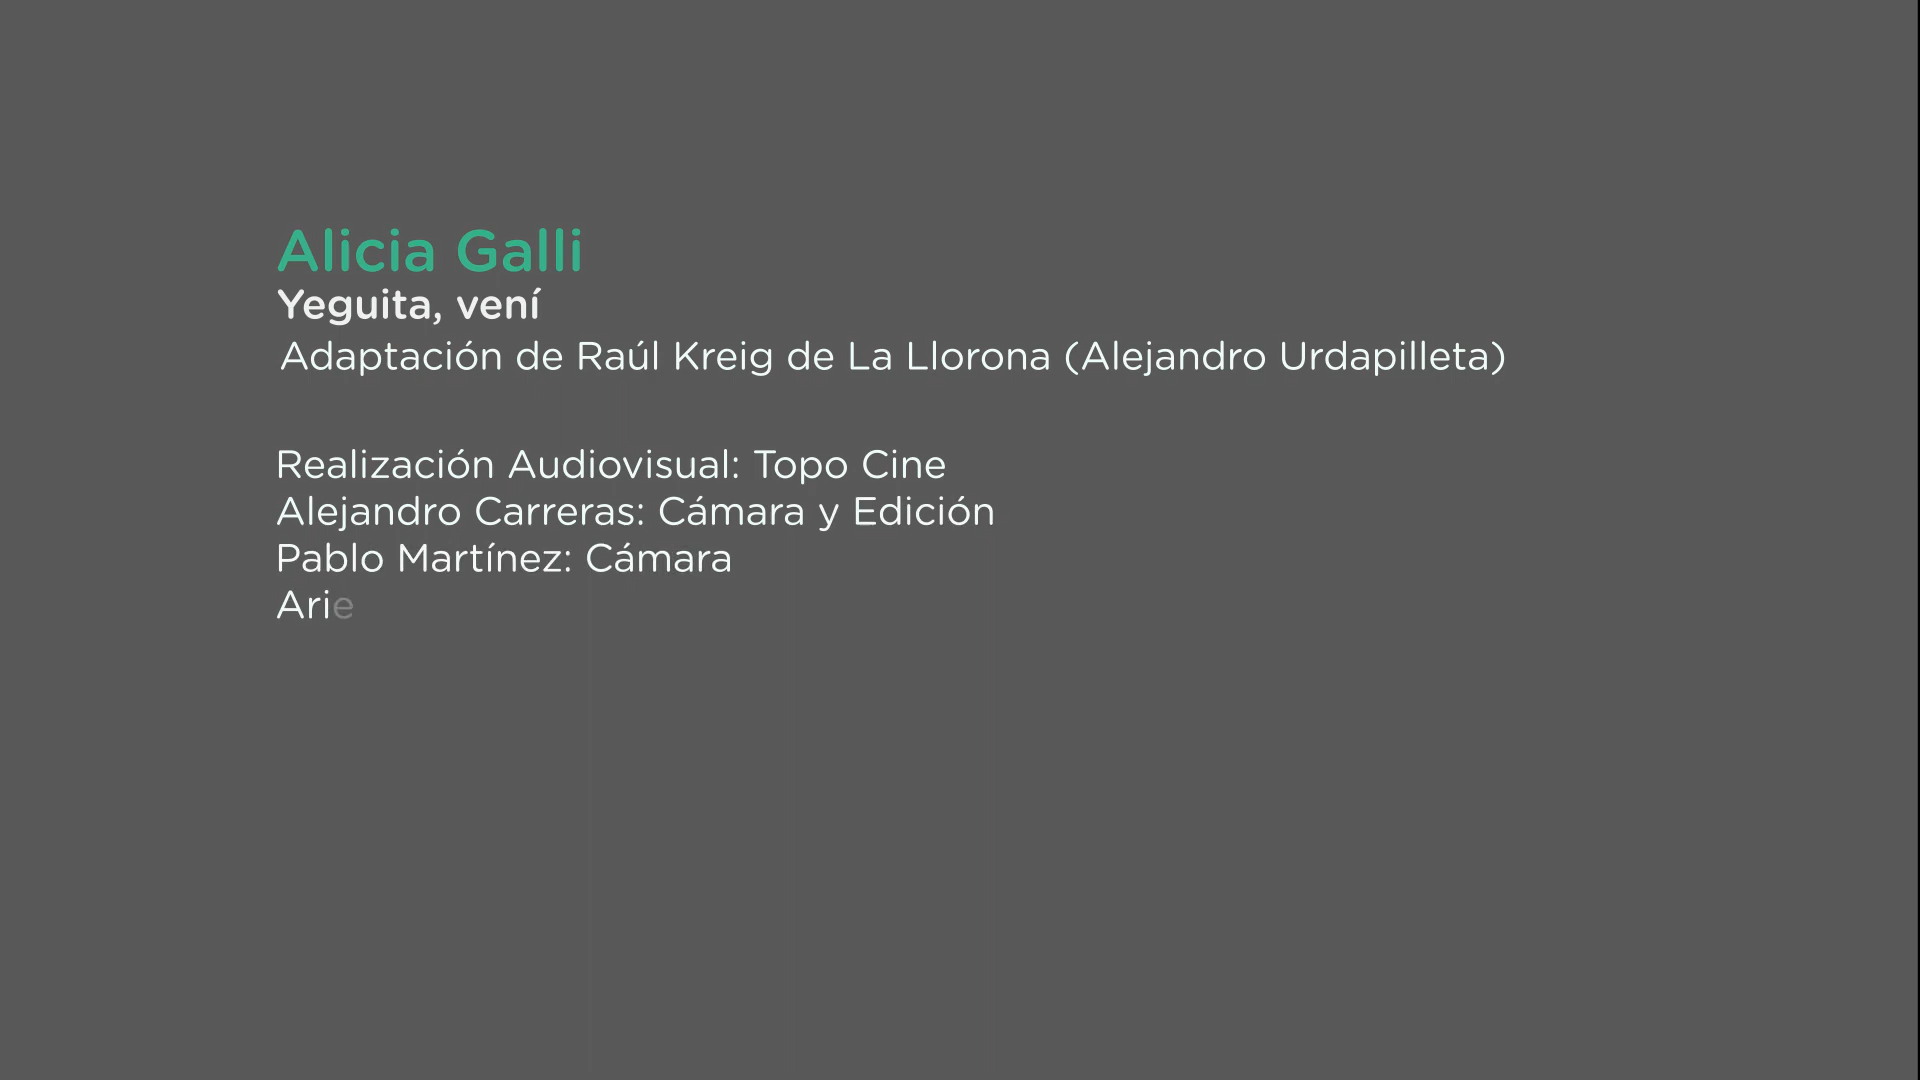 Alicia Galli
Yeguita, vení
Adaptación de Raúl Kreig de La Llorona (Alejandro Urdapilleta)
Realización Audiovisual: Topo Cine
Alejandro Carreras: Cámara y Edición
Pablo Martínez: Cámara
Arie